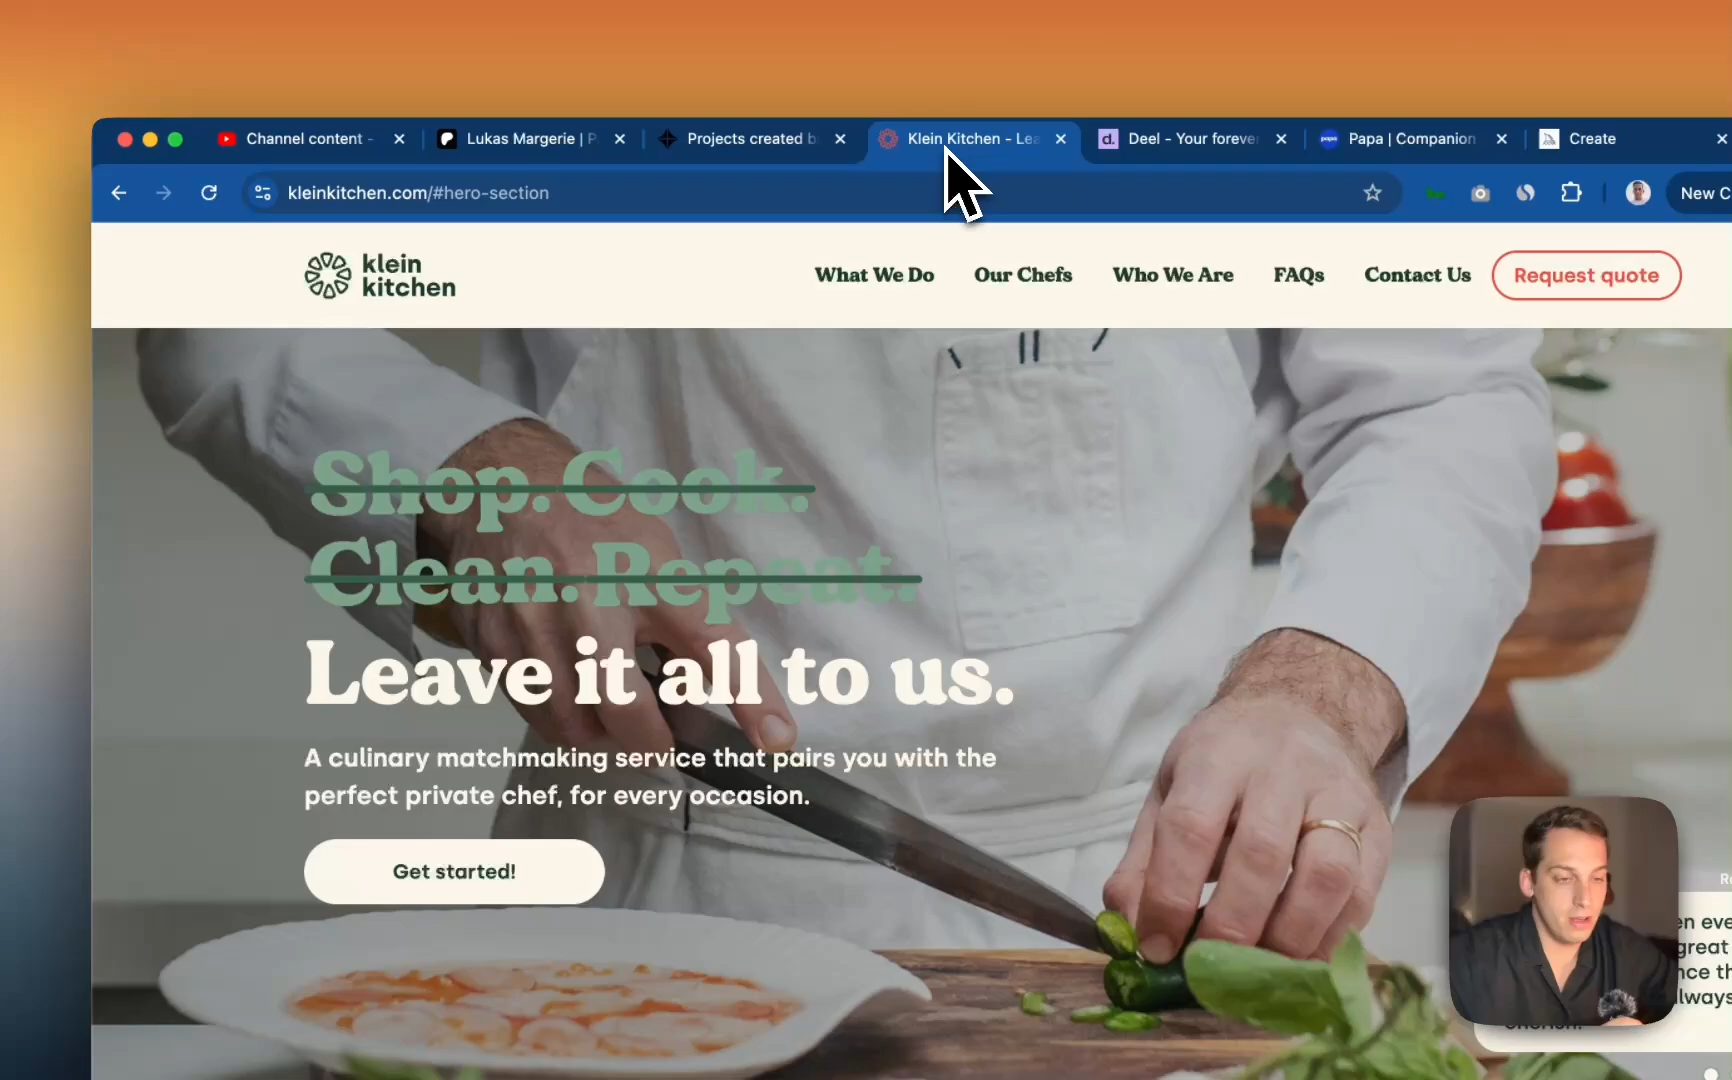 Channel content -
Lukas Margerie | P
Projects created b
Klein Kitchen - Lea
d. Deel - Your foreve
papa Papa | Companion
Create
kleinkitchen.com/#hero-section
New C
klein
kitchen
What We Do
Our Chefs
Who We Are
FAQs
Contact Us
Request quote
Shop. Cook.
Clean. Repeat.
Leave it all to us.
A culinary matchmaking service that pairs you with the
perfect private chef, for every occasion.
Get started!
great